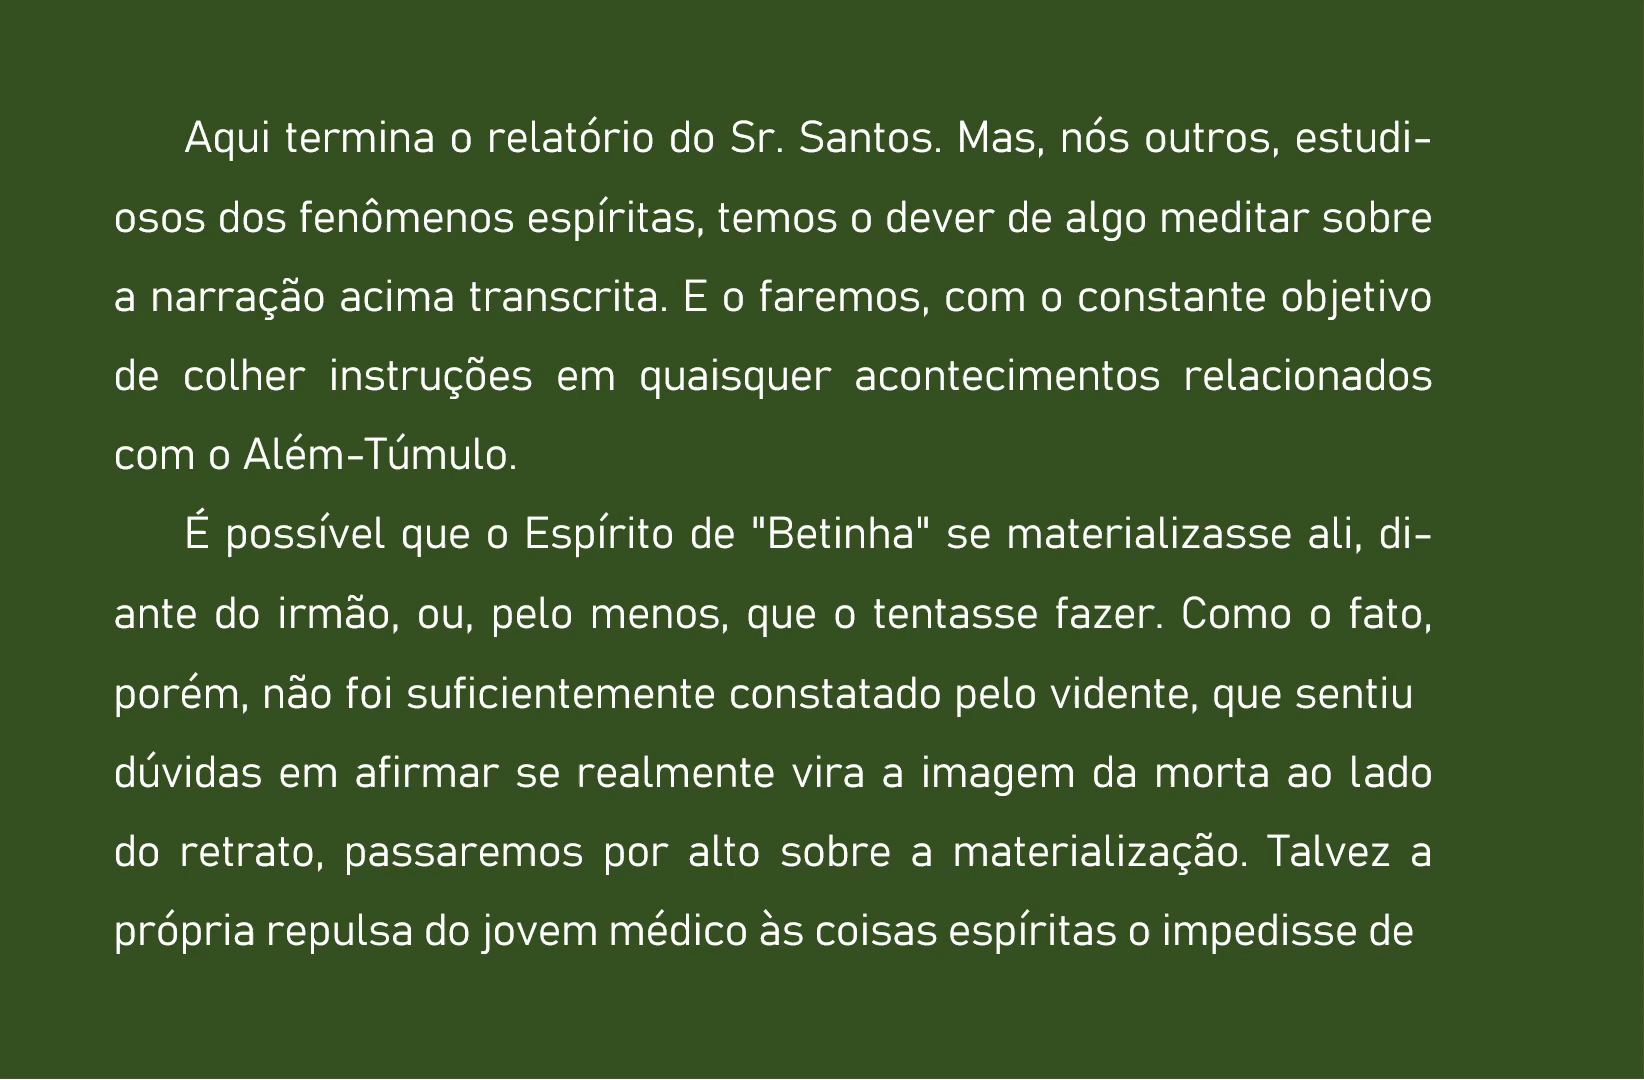 Aqui termina o relatório do Sr. Santos. Mas, nós outros, estudi-
osos dos fenômenos espíritas, temos o dever de algo meditar sobre
a narração acima transcrita. E o faremos, com o constante objetivo
de colher instruções em quaisquer acontecimentos relacionados
com o Além-Túmulo.
É possível que o Espírito de "Betinha" se materializasse ali, di-
ante do irmão, ou, pelo menos, que o tentasse fazer. Como o fato,
porém, não foi suficientemente constatado pelo vidente, que sentiu
dúvidas em afirmar se realmente vira a imagem da morta ao lado
do retrato, passaremos por alto sobre a materialização. Talvez a
própria repulsa do jovem médico às coisas espíritas o impedisse de